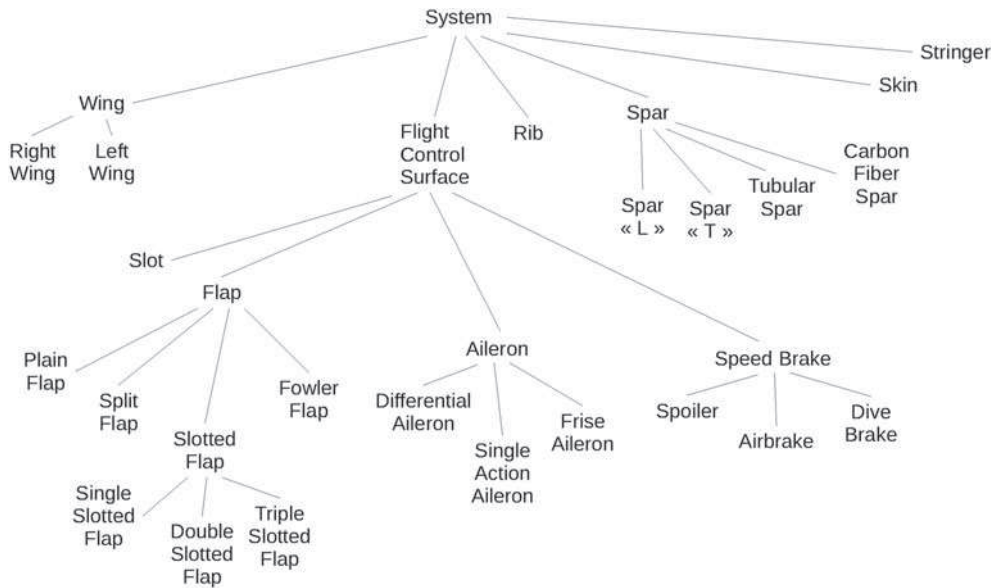 System
Stringer
Skin
Wing
Spar
Flight
Control
Surface
Rib
Right
Wing
Left
Wing
Carbon
Fiber
Spar
Tubular
Spar
Spar
« L »
Spar
« T »
Slot
Flap
Aileron
Speed Brake
Plain
Flap
Split
Flap
Fowler
Flap
Differential
Aileron
Frise
Aileron
Spoiler
Dive
Brake
Airbrake
Slotted
Flap
Single
Action
Aileron
Single
Slotted
Flap
Double
Slotted
Flap
Triple
Slotted
Flap